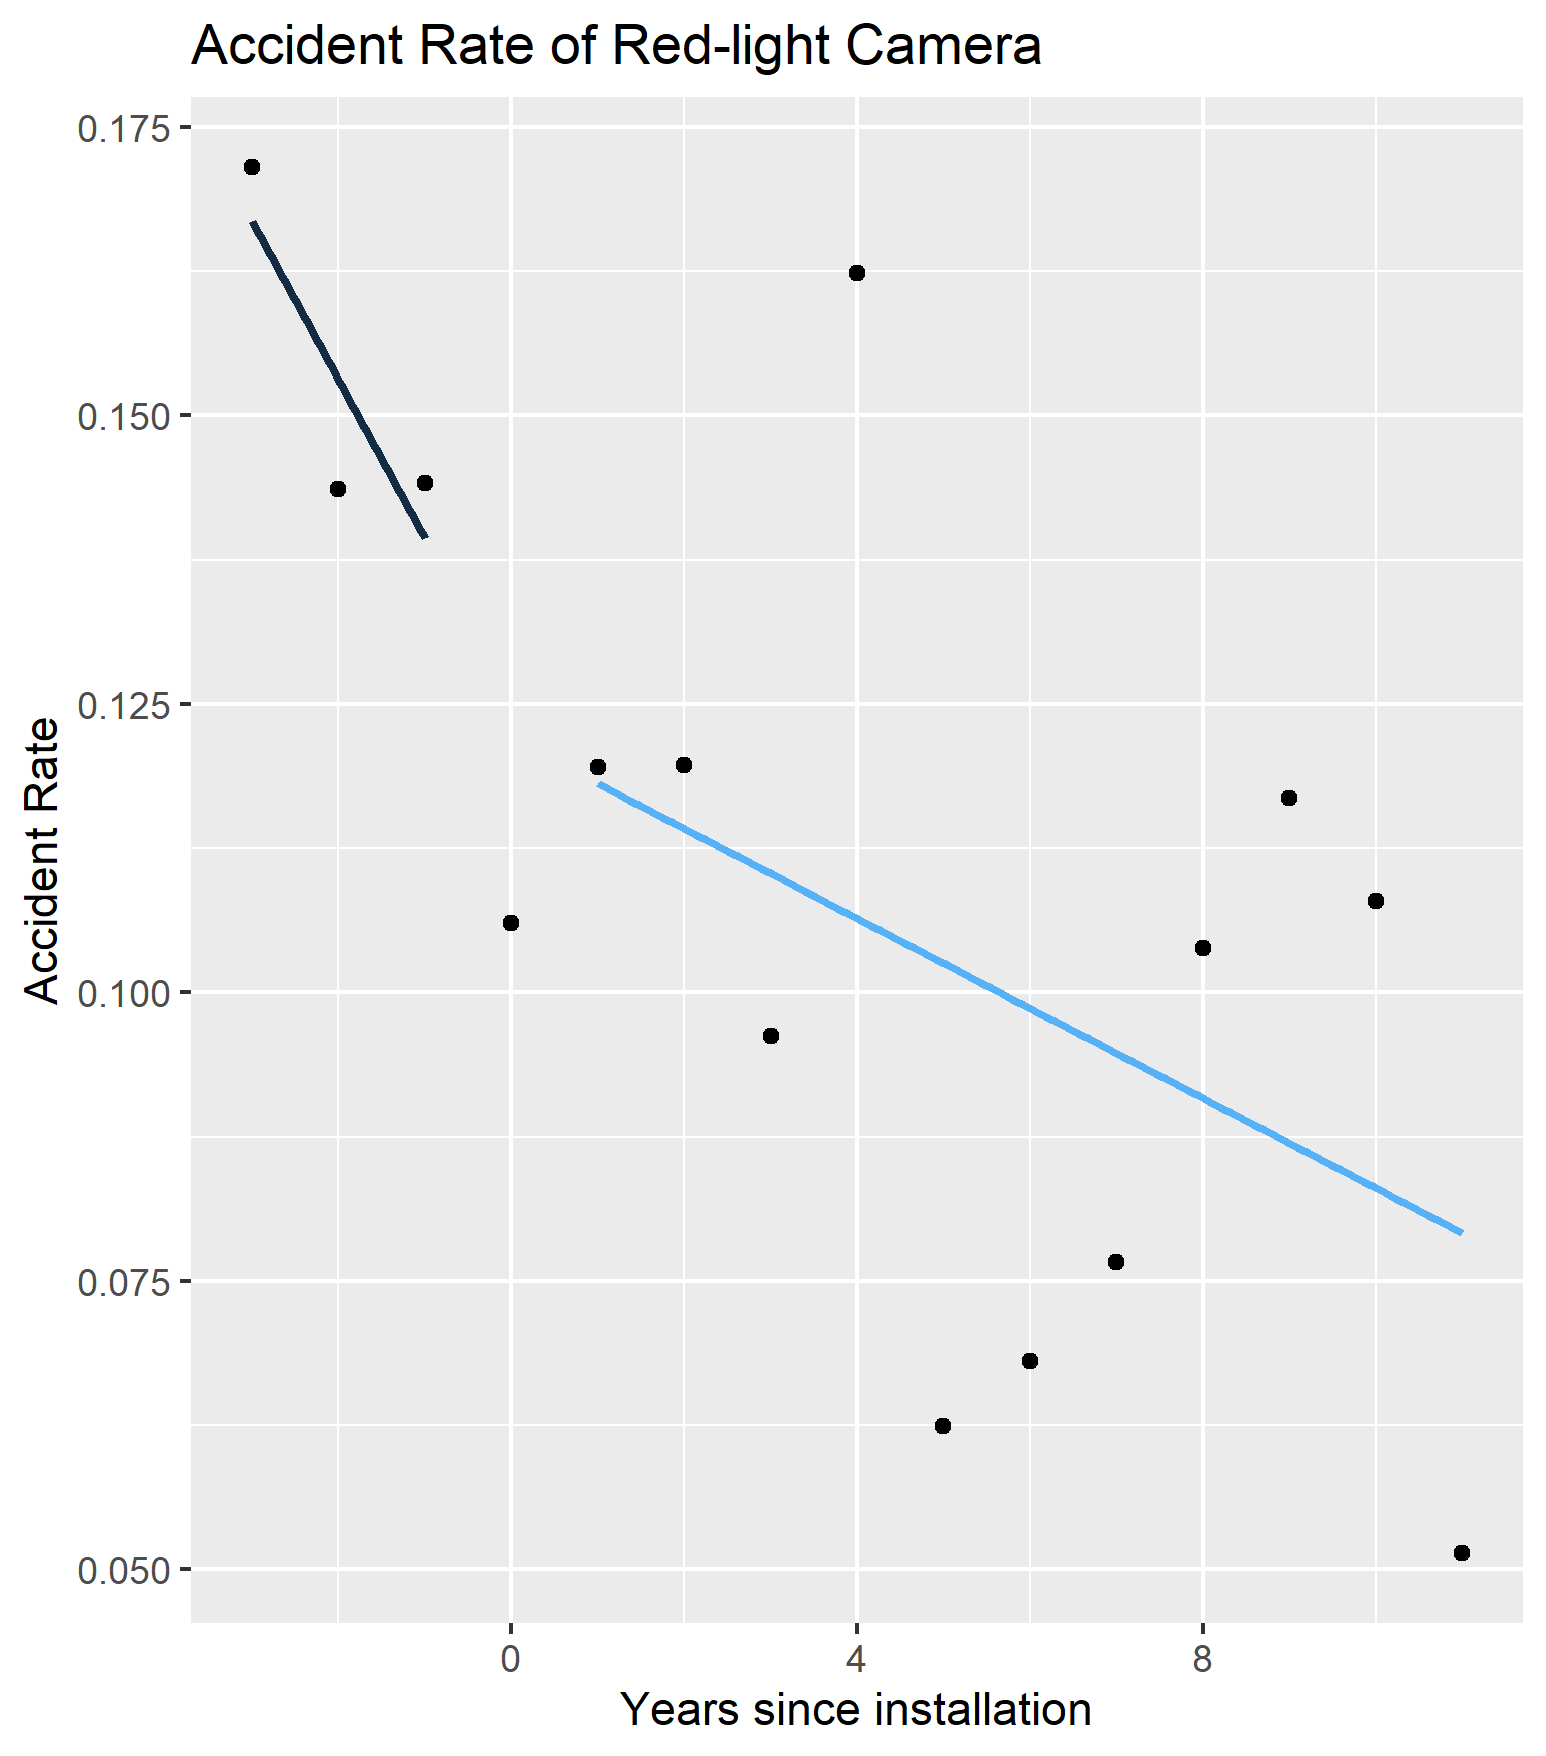 Accident Rate of Red-light Camera
0.175
0.150
0.125
0.100
0.075
0.050
Accident Rate
0 4 8
Years since installation